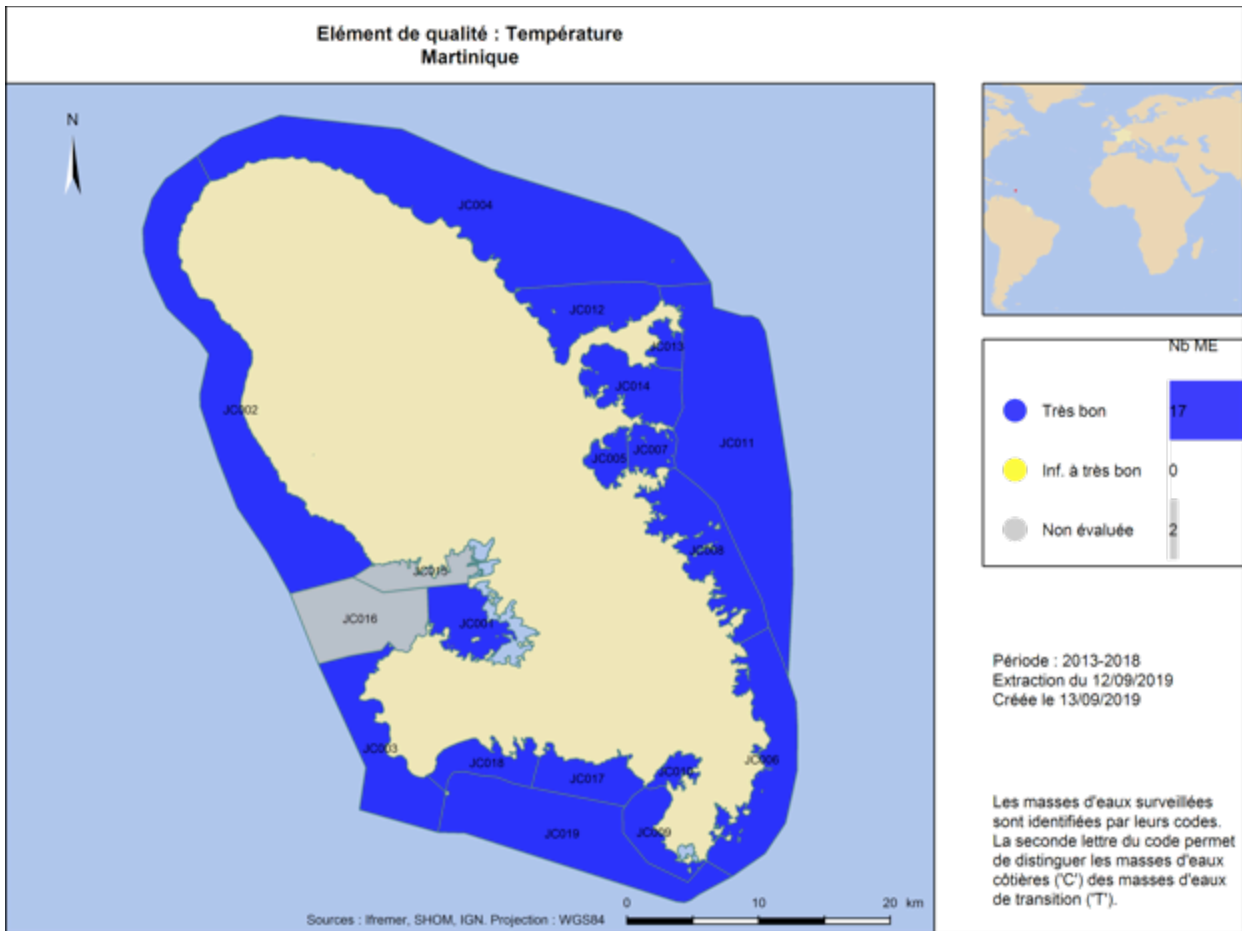 Elément de qualité : Température
Martinique
N
JC004
JC012
JC013
JC014
JC002
JC011
JC005
JC007
JC008
JC015
JC016
JC001
JC003
JC018
JC017
JC010
JC006
JC019
JC009
Sources : Ifremer, SHOM, IGN. Projection : WGS84
0 10 20 km
Nb ME
Très bon 17
Inf. à très bon 0
Non évaluée 2
Période : 2013-2018
Extraction du 12/09/2019
Créée le 13/09/2019
Les masses d'eaux surveillées
sont identifiées par leurs codes.
La seconde lettre du code permet
de distinguer les masses d'eaux
côtières ('C') des masses d'eaux
de transition ('T').